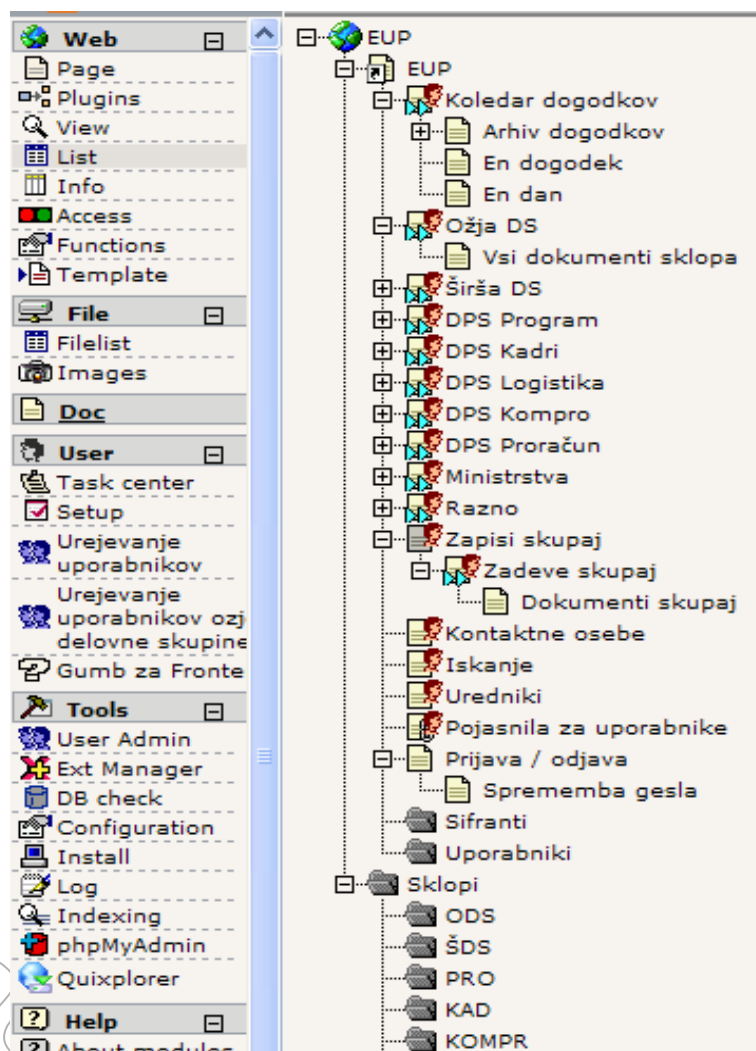 Web
Page
Plugins
View
List
Info
Access
Functions
Template
File
Filelist
Images
Doc
User
Task center
Setup
Urejevanje
uporabnikov
Urejevanje
uporabnikov ozj
delovne skupine
Gumb za Fronte
Tools
User Admin
Ext Manager
DB check
Configuration
Install
Log
Indexing
phpMyAdmin
Quixplorer
Help
About modules
EUP
EUP
Koledar dogodkov
Arhiv dogodkov
En dogodek
En dan
Ožja DS
Vsi dokumenti sklopa
Širša DS
DPS Program
DPS Kadri
DPS Logistika
DPS Kompro
DPS Proračun
Ministrstva
Razno
Zapisi skupaj
Zadeve skupaj
Dokumenti skupaj
Kontaktne osebe
Iskanje
Uredniki
Pojasnila za uporabnike
Prijava / odjava
Sprememba gesla
Sifranti
Uporabniki
Sklopi
ODS
ŠDS
PRO
KAD
KOMPR